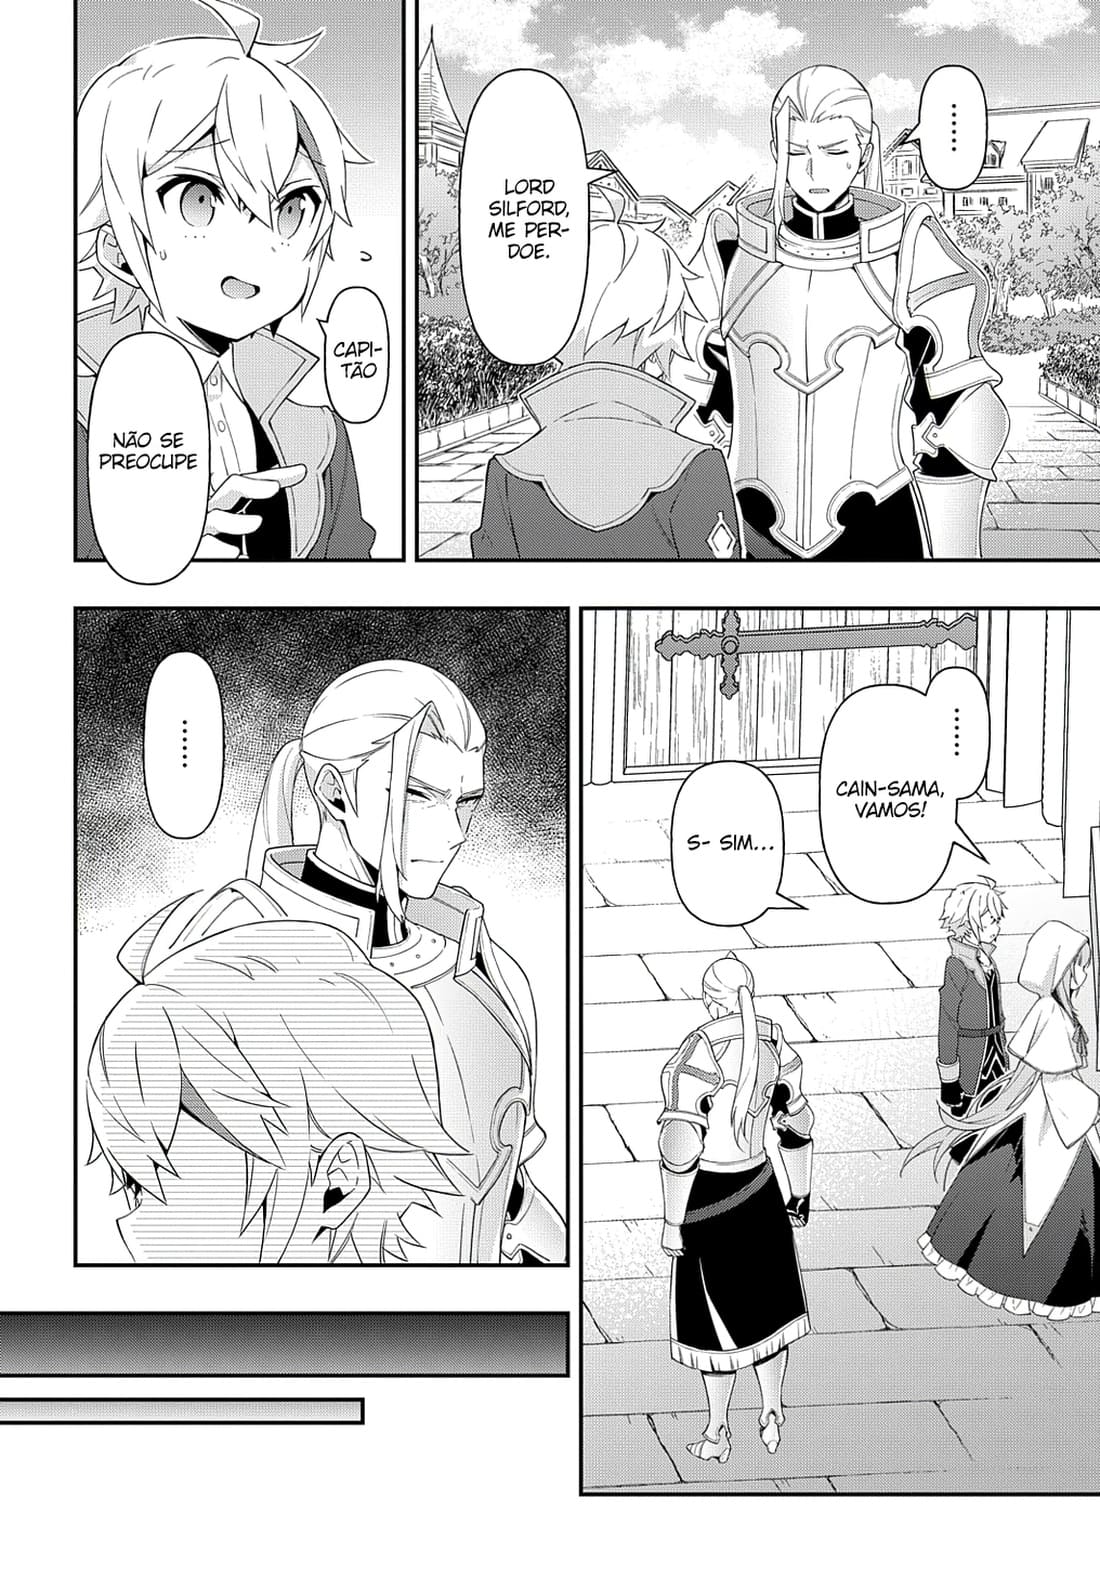 ......
LORD
SILFORD,
ME PER-
DOE.
CAPI-
TÃO
NÃO SE
PREOCUPE
......
CAIN-SAMA,
VAMOS!
S- SIM...
......